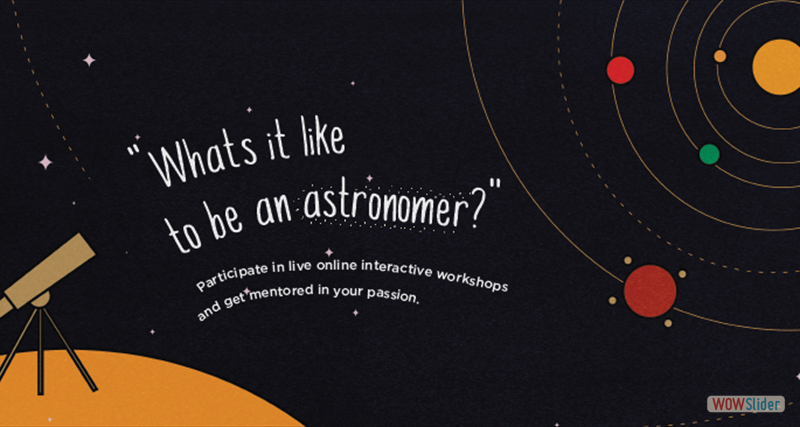 "Whats it like
to be an astronomer?"
Participate in live online interactive workshops
and get mentored in your passion.
WOWSlider